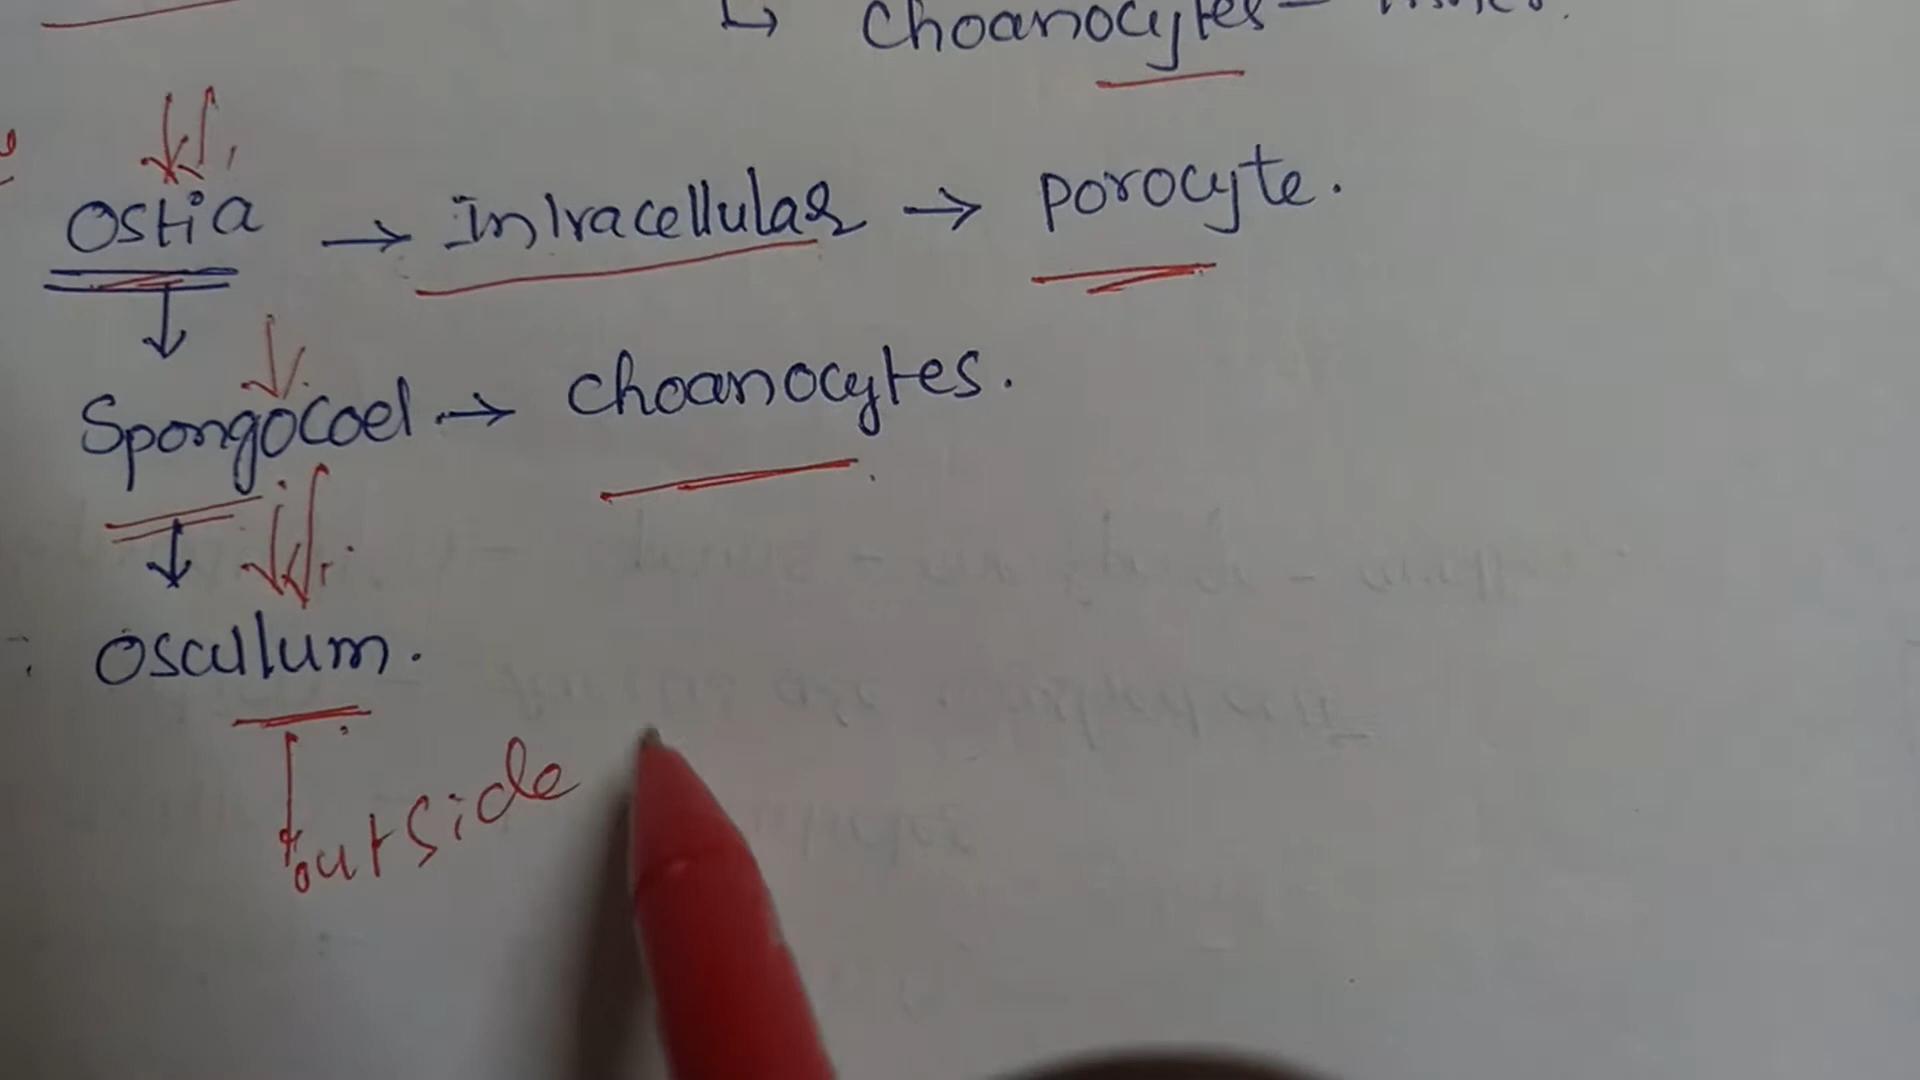 ↳ Choanocytes -
Ostia → Intracellular → porocyte.
↓
Spongocoel → choanocytes.
↓
Osculum.
↓
outside